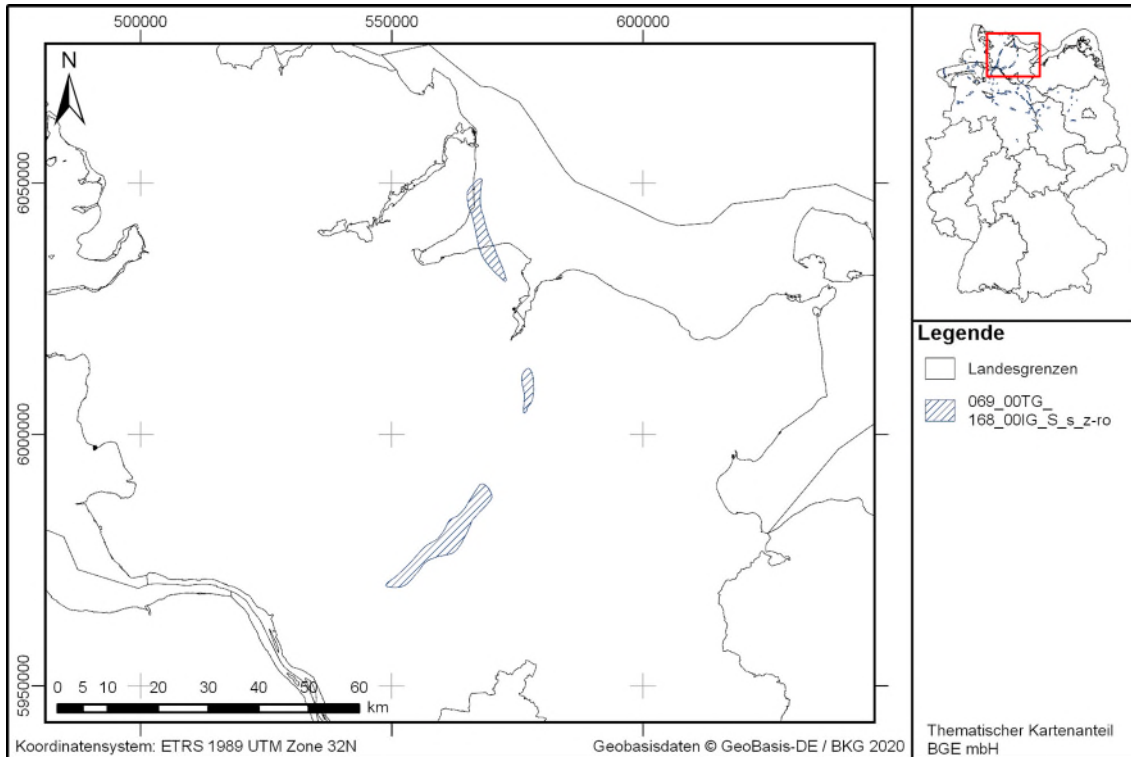 500000 550000 600000
N
6050000
6000000
5950000
0 5 10 20 30 40 50 60
km
Koordinatensystem: ETRS 1989 UTM Zone 32N
Geobasisdaten © GeoBasis-DE / BKG 2020
Legende
Landesgrenzen
069_00TG_
168_00IG_S_s_z-ro
Thematischer Kartenanteil
BGE mbH